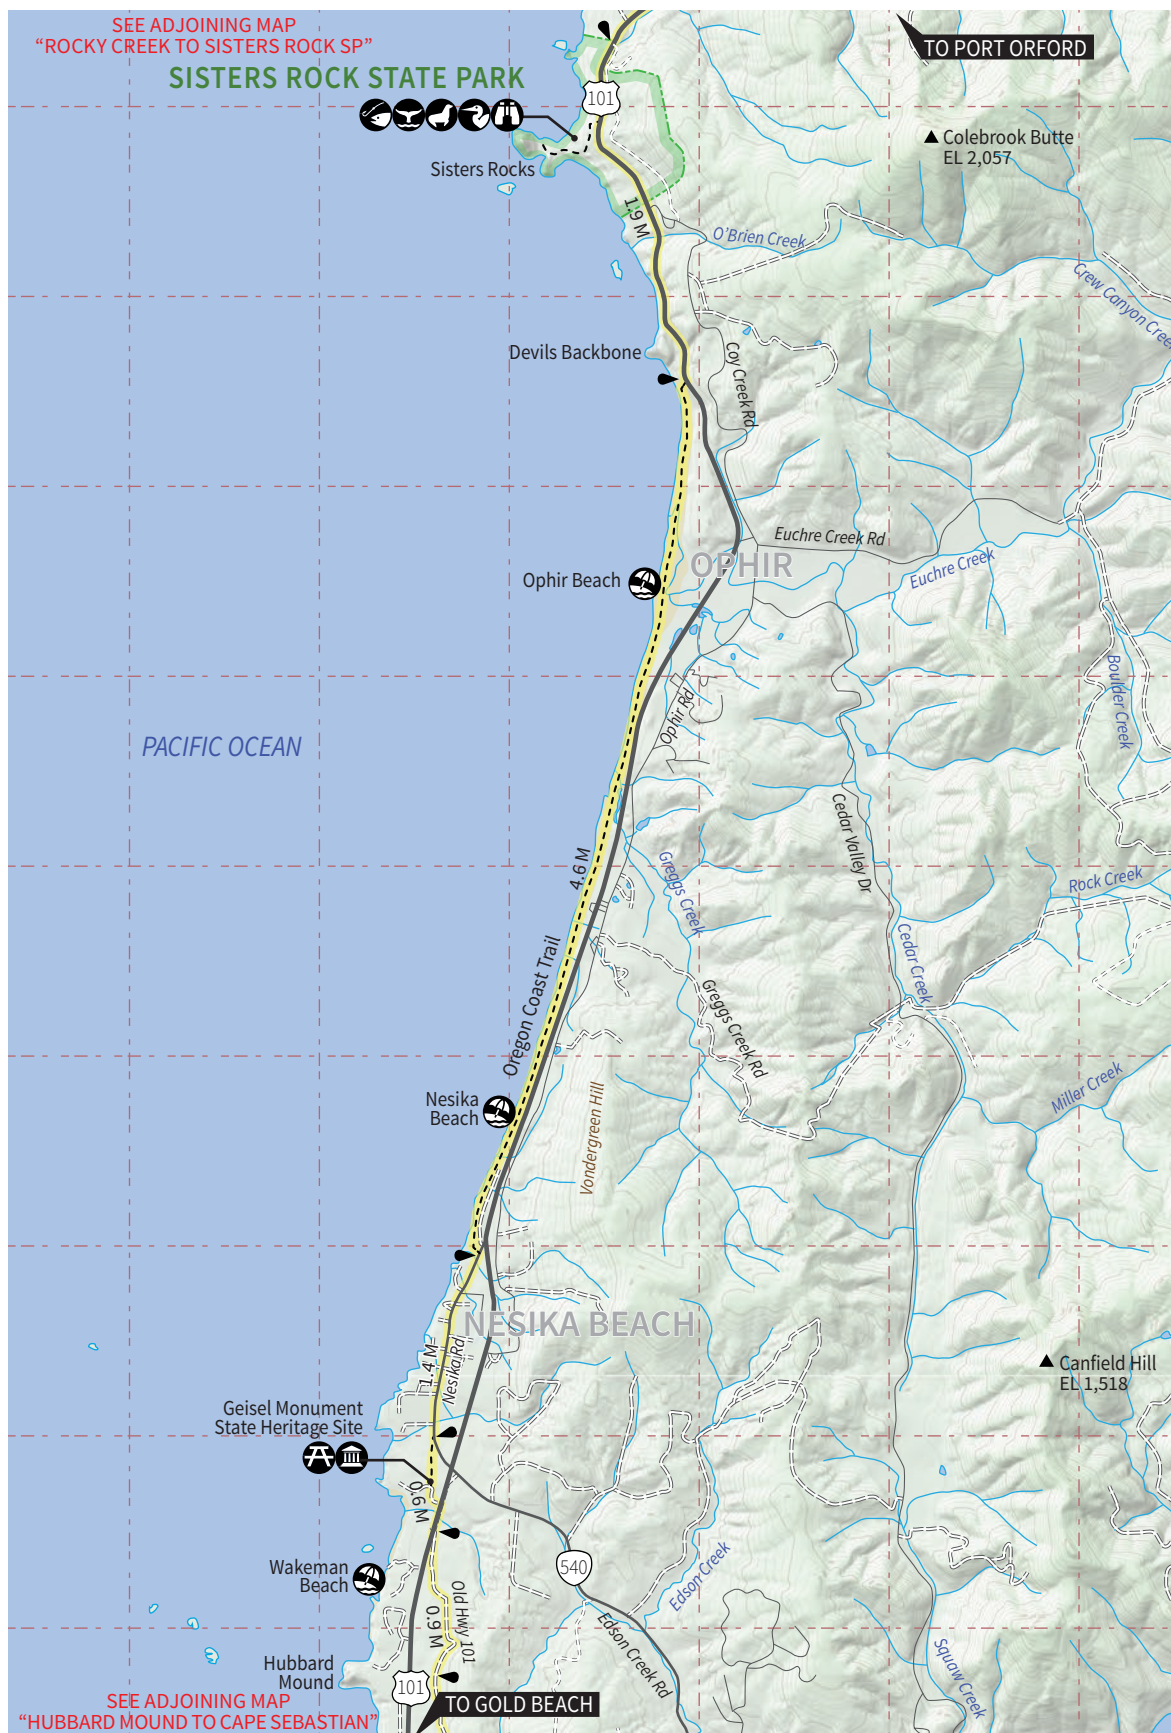 SEE ADJOINING MAP
“ROCKY CREEK TO SISTERS ROCK SP”
TO PORT ORFORD
SISTERS ROCK STATE PARK
101
Colebrook Butte
EL 2,057
Sisters Rocks
1.9 M
O’Brien Creek
Crew Canyon Creek
Devils Backbone
Coy Creek Rd
Euchre Creek Rd
OPHIR
Euchre Creek
Ophir Beach
Boulder Creek
Ophir Rd
PACIFIC OCEAN
Cedar Valley Dr
4.6 M
Greggs Creek
Rock Creek
Cedar Creek
Oregon Coast Trail
Greggs Creek Rd
Miller Creek
Nesika
Beach
Vondergreen Hill
NESIKA BEACH
1.4 M
Nesika Rd
Canfield Hill
EL 1,518
Geisel Monument
State Heritage Site
0.6 M
540
Wakeman
Beach
Edson Creek
Old Hwy 101
0.9 M
Edson Creek Rd
Squaw Creek
Hubbard
Mound
101
TO GOLD BEACH
SEE ADJOINING MAP
“HUBBARD MOUND TO CAPE SEBASTIAN”